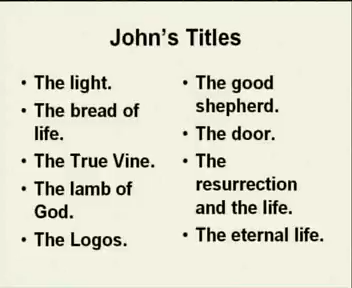 John's Titles
• The light.
• The bread of
life.
• The True Vine.
• The lamb of
God.
• The Logos.
• The good
shepherd.
• The door.
• The
resurrection
and the life.
• The eternal life.